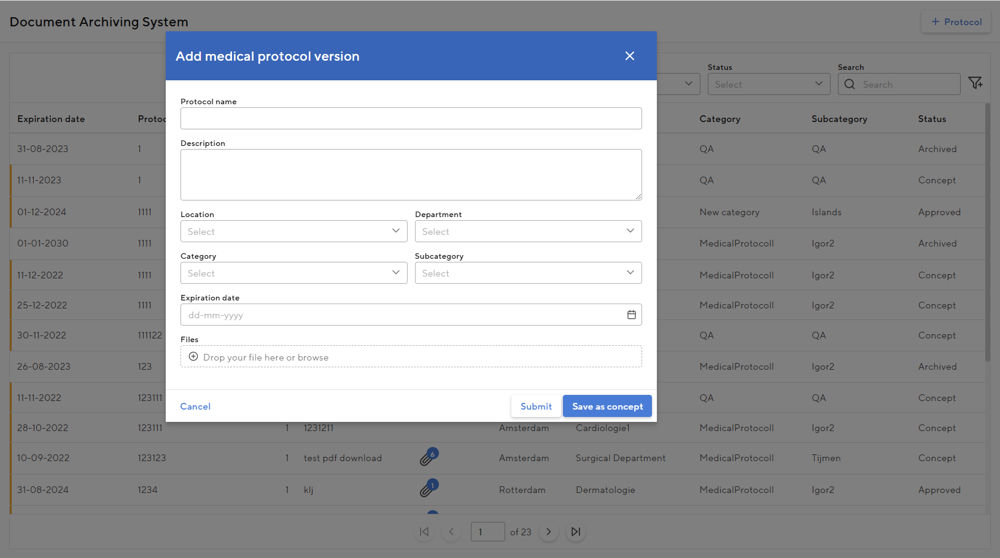 Document Archiving System
+ Protocol
Add medical protocol version
Status
Search
Select
Search
Expiration date
Category
Subcategory
Status
31-08-2023 1 QA QA Archived
11-11-2023 1 QA QA Concept
01-12-2024 1111 New category Islands Approved
01-01-2030 1111 MedicalProtocoll Igor2 Archived
11-12-2022 1111 MedicalProtocoll Igor2 Concept
25-12-2022 1111 MedicalProtocoll Igor2 Concept
30-11-2022 111122 QA QA Concept
26-08-2023 123 MedicalProtocoll Igor2 Archived
11-11-2022 123111 QA QA Concept
28-10-2022 123111 1 1231211 Amsterdam Cardiologie1 MedicalProtocoll Igor2 Concept
10-09-2022 123123 1 test pdf download 6 Amsterdam Surgical Department MedicalProtocoll Tijmen Concept
31-08-2024 1234 1 klj 1 Rotterdam Dermatologie MedicalProtocoll Igor2 Approved
Protocol name
Description
Location
Department
Select
Select
Category
Subcategory
Select
Select
Expiration date
dd-mm-yyyy
Files
Drop your file here or browse
Cancel
Submit
Save as concept
1 of 23